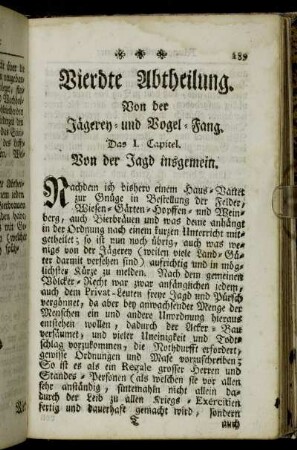 189
Vierdte Abtheilung.
Von der
Jägerey- und Vogel-Fang.
Das I. Capitel.
Von der Jagd insgemein.
Nachdem ich bishero einem Haus-Vatter
zur Gnüge in Bestellung der Felder,
Wiesen-Gärten-Hopffen- und Wein-
berg, auch Vierbräuen und was deme anhängt
in der Ordnung nach einem kurzen Unterricht mit-
getheilet; so ist nun noch übrig, auch was we-
nigs von der Jägerey (weilen viele Land-Gü-
ter darmit versehen sind) aufrichtig und in mög-
lichster Kürze zu melden. Nach dem gemeinen
Völcker-Recht war zwar anfänglichen jedem,
auch dem Privat-Leuten freye Jagd und Pürsch
vergönnet, da aber bey anwachsender Menge der
Menschen ein und andere Unordnung hieraus
entstehen wollen, dadurch der Acker-Bau
versäumet, und vieler Uneinigkeit und Todt-
schlag vorzukommen; die Nothdurfft erfordert,
gewisse Ordnungen und Mase vorzuschreiben;
So ist es als ein Regale grosser Herren und
Standes-Personen (als welchen sie vor allen
sehr anständig, sintemahln nicht allein da-
durch der Leib zu allen Kriegs-Exercitien
fertig und dauerhaft gemacht wird, sondern
T auch